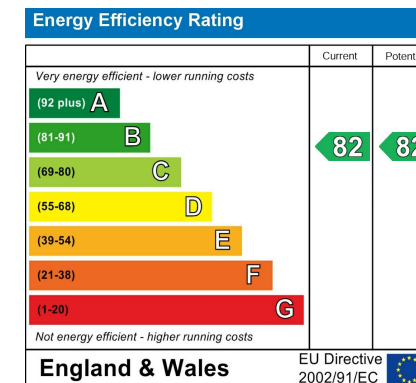 Energy Efficiency Rating
Current Potent
Very energy efficient - lower running costs
(92 plus) A
(81-91) B
82 82
(69-80) C
(55-68) D
(39-54) E
(21-38) F
(1-20) G
Not energy efficient - higher running costs
England & Wales
EU Directive
2002/91/EC